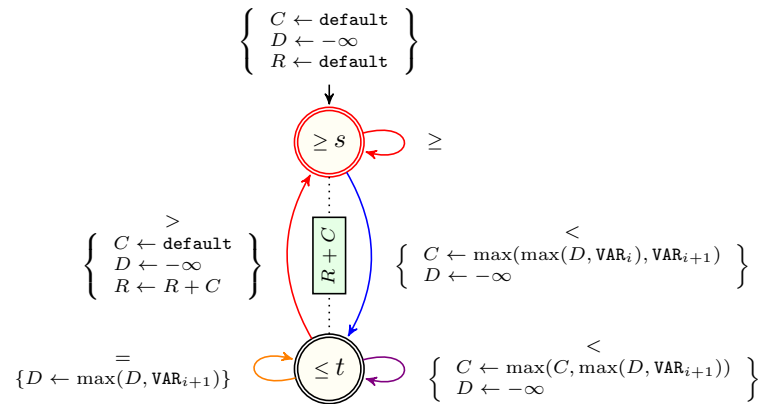 C ← default
D ← −∞
R ← default
≥ s
≥
>
C ← default
D ← −∞
R ← R + C
R + C
<
C ← max(max(D, VAR_i), VAR_{i+1})
D ← −∞
=
{D ← max(D, VAR_{i+1})}
≤ t
<
C ← max(C, max(D, VAR_{i+1}))
D ← −∞